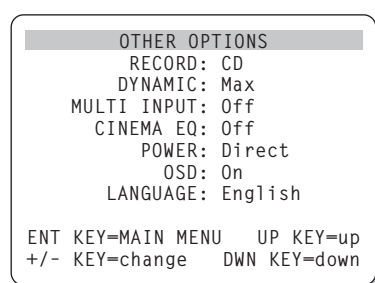 OTHER OPTIONS
RECORD: CD
DYNAMIC: Max
MULTI INPUT: Off
CINEMA EQ: Off
POWER: Direct
OSD: On
LANGUAGE: English
ENT KEY=MAIN MENU UP KEY=up
+/- KEY=change DWN KEY=down